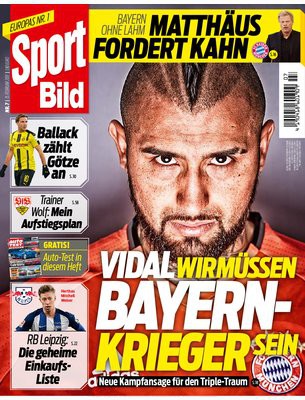 EUROPAS NR. 1
Sport
Bild
BAYERN
OHNE LAHM
MATTHÄUS
FORDERT KAHN
Ballack
zählt
Götze
an
S.10
Trainer
Wolf: Mein
Aufstiegsplan
GRATIS!
Auto-Test in
diesem Heft
RB Leipzig:
Die geheime
Einkaufs-
Liste
VIDAL WIR MÜSSEN
BAYERN-
KRIEGER SEIN
Neue Kampfansage für den Triple-Traum